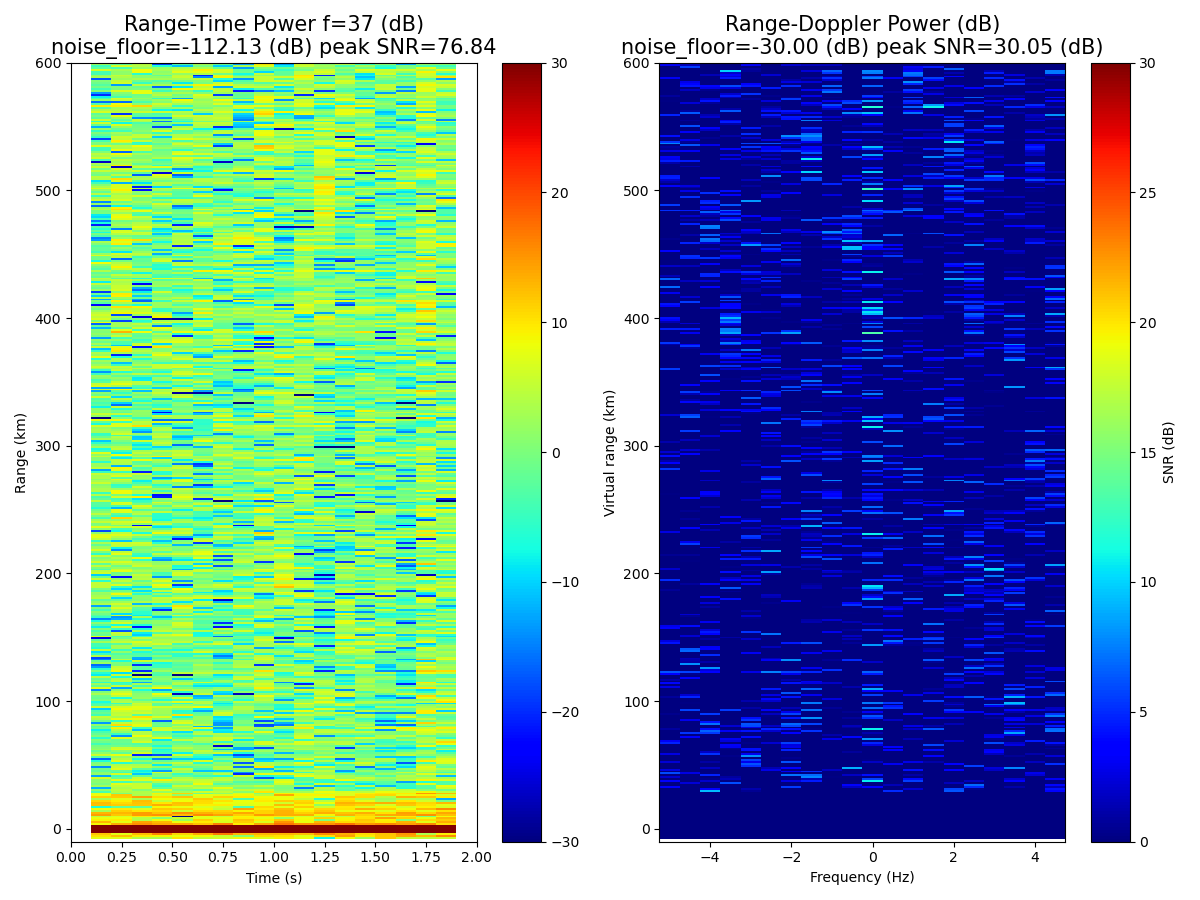 Range-Time Power f=37 (dB)
noise_floor=-112.13 (dB) peak SNR=76.84
Range (km)
600
500
400
300
200
100
0
0.00 0.25 0.50 0.75 1.00 1.25 1.50 1.75 2.00
Time (s)
30
20
10
0
−10
−20
−30
Range-Doppler Power (dB)
noise_floor=-30.00 (dB) peak SNR=30.05 (dB)
Virtual range (km)
600
500
400
300
200
100
0
−4 −2 0 2 4
Frequency (Hz)
30
25
20
15
10
5
0
SNR (dB)